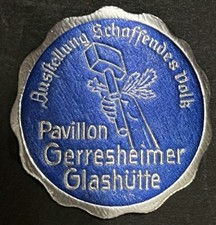 Ausstellung Schaffendes Volk
Pavillon
Gerresheimer
Glashütte